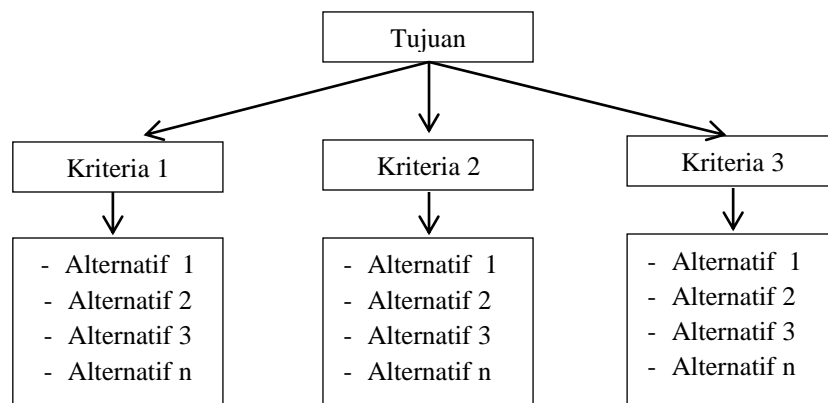 Tujuan
Kriteria 1
Kriteria 2
Kriteria 3
- Alternatif 1
- Alternatif 2
- Alternatif 3
- Alternatif n
- Alternatif 1
- Alternatif 2
- Alternatif 3
- Alternatif n
- Alternatif 1
- Alternatif 2
- Alternatif 3
- Alternatif n